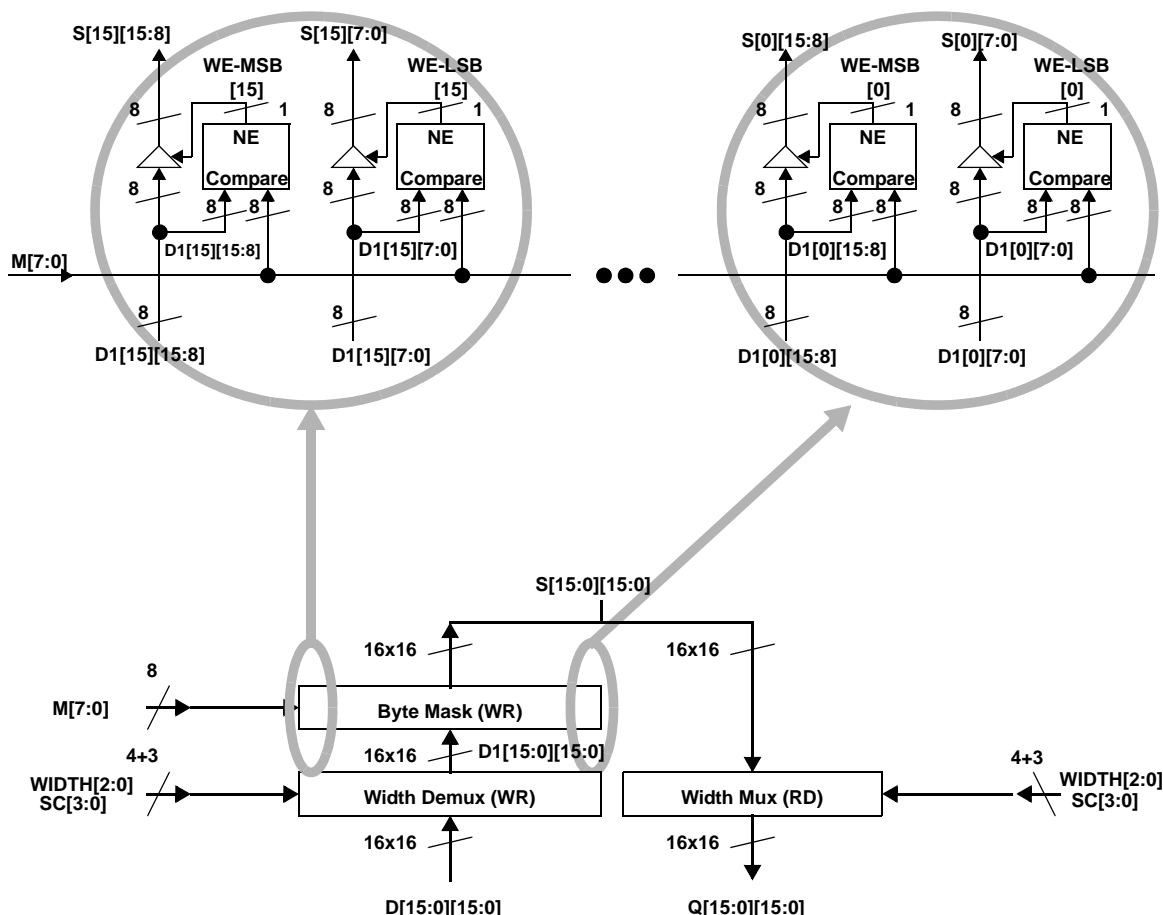 S[15][15:8] S[15][7:0] S[0][15:8] S[0][7:0]
WE-MSB WE-LSB WE-MSB WE-LSB
[15] [15] [0] [0]
8 1 8 1 8 1 8 1
NE NE NE NE
Compare Compare Compare Compare
8 8 8 8
8 8 8 8 8 8 8 8
D1[15][15:8] D1[15][7:0] D1[0][15:8] D1[0][7:0]
M[7:0]
8 8 8 8
D1[15][15:8] D1[15][7:0] D1[0][15:8] D1[0][7:0]
S[15:0][15:0]
16x16 16x16
8
M[7:0]
Byte Mask (WR)
16x16 D1[15:0][15:0]
4+3 4+3
WIDTH[2:0] WIDTH[2:0]
SC[3:0] SC[3:0]
Width Demux (WR) Width Mux (RD)
16x16 16x16
D[15:0][15:0] Q[15:0][15:0]